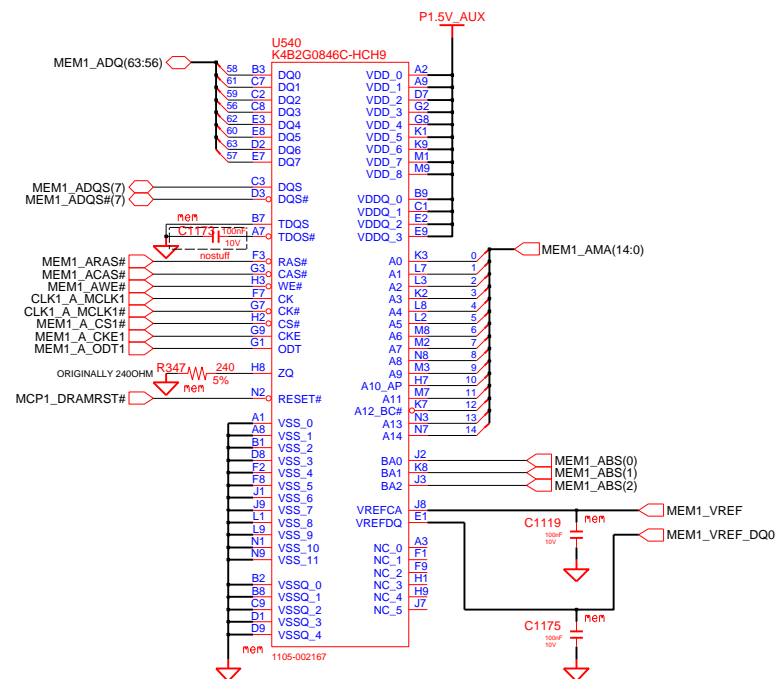 P1.5V_AUX
U540
K4B2G0846C-HCH9
MEM1_ADQ(63:56)
58 B3 DQ0
61 C7 DQ1
59 C2 DQ2
56 C8 DQ3
62 E3 DQ4
60 E8 DQ5
63 D2 DQ6
57 E7 DQ7
MEM1_ADQS(7) C3 DQS
MEM1_ADQS#(7) D3 DQS#
mem
B7 TDQS
C1173 100nF A7 TDOS#
10V
nostuff
MEM1_ARAS# F3 RAS#
MEM1_ACAS# G3 CAS#
MEM1_AWE# H3 WE#
CLK1_A_MCLK1 F7 CK
CLK1_A_MCLK1# G7 CK#
MEM1_A_CS1# H2 CS#
MEM1_A_CKE1 G9 CKE
MEM1_A_ODT1 G1 ODT
ORIGINALLY 240OHM R347 240 H8 ZQ
5%
mem
MCP1_DRAMRST# N2 RESET#
A1 VSS_0
A8 VSS_1
B1 VSS_2
D8 VSS_3
F2 VSS_4
F8 VSS_5
J1 VSS_6
J9 VSS_7
L1 VSS_8
L9 VSS_9
N1 VSS_10
N9 VSS_11
B2 VSSQ_0
B8 VSSQ_1
C9 VSSQ_2
D1 VSSQ_3
D9 VSSQ_4
mem
1105-002167
VDD_0 A2
VDD_1 A9
VDD_2 D7
VDD_3 G2
VDD_4 G8
VDD_5 K1
VDD_6 K9
VDD_7 M1
VDD_8 M9
VDDQ_0 B9
VDDQ_1 C1
VDDQ_2 E2
VDDQ_3 E9
MEM1_AMA(14:0)
A0 K3 0
A1 L7 1
A2 L3 2
A3 K2 3
A4 L8 4
A5 L2 5
A6 M8 6
A7 M2 7
A8 N8 8
A9 M3 9
A10_AP H7 10
A11 M7 11
A12_BC# K7 12
A13 N3 13
A14 N7 14
BA0 J2 MEM1_ABS(0)
BA1 K8 MEM1_ABS(1)
BA2 J3 MEM1_ABS(2)
VREFCA J8 MEM1_VREF
VREFDQ E1
C1119 mem
100nF
10V
MEM1_VREF_DQ0
NC_0 A3
NC_1 F1
NC_2 F9
NC_3 H1
NC_4 H9
NC_5 J7
C1175 mem
100nF
10V